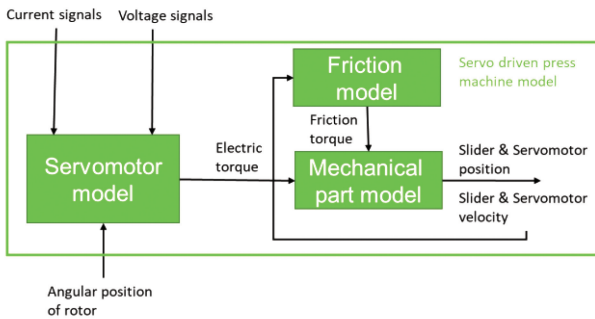 Current signals
Voltage signals
Friction
model
Servo driven press
machine model
Friction
torque
Electric
torque
Servomotor
model
Mechanical
part model
Slider & Servomotor
position
Slider & Servomotor
velocity
Angular position
of rotor